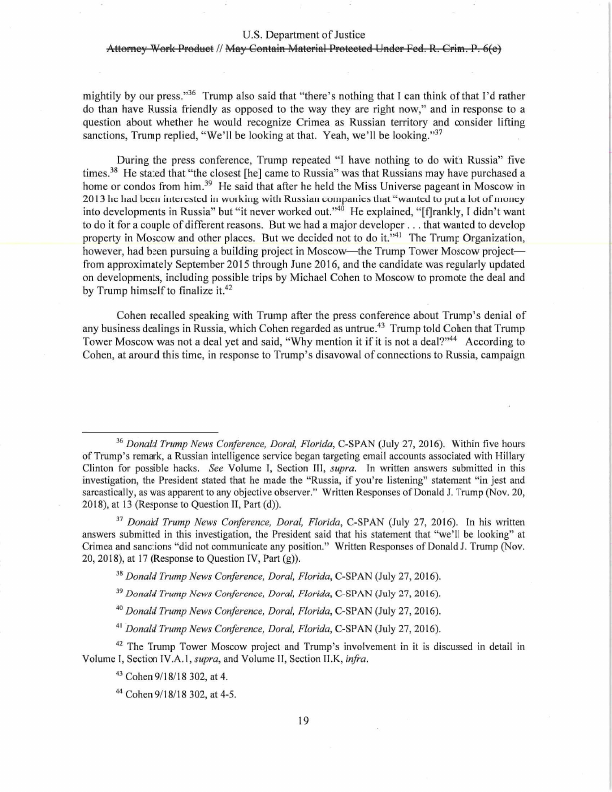 U.S. Department of Justice
Attorney Work Product // May Contain Material Protected Under Fed. R. Crim. P. 6(e)
mightily by our press."36 Trump also said that "there's nothing that I can think of that I'd rather
do than have Russia friendly as opposed to the way they are right now," and in response to a
question about whether he would recognize Crimea as Russian territory and consider lifting
sanctions, Trump replied, "We'll be looking at that. Yeah, we'll be looking."37
During the press conference, Trump repeated "I have nothing to do with Russia" five
times.38 He stated that "the closest [he] came to Russia" was that Russians may have purchased a
home or condos from him.39 He said that after he held the Miss Universe pageant in Moscow in
2013 he had been interested in working with Russian companies that "wanted to put a lot of money
into developments in Russia" but "it never worked out."40 He explained, "[f]rankly, I didn't want
to do it for a couple of different reasons. But we had a major developer . . . that wanted to develop
property in Moscow and other places. But we decided not to do it."41 The Trump Organization,
however, had been pursuing a building project in Moscow—the Trump Tower Moscow project—
from approximately September 2015 through June 2016, and the candidate was regularly updated
on developments, including possible trips by Michael Cohen to Moscow to promote the deal and
by Trump himself to finalize it.42
Cohen recalled speaking with Trump after the press conference about Trump's denial of
any business dealings in Russia, which Cohen regarded as untrue.43 Trump told Cohen that Trump
Tower Moscow was not a deal yet and said, "Why mention it if it is not a deal?"44 According to
Cohen, at around this time, in response to Trump's disavowal of connections to Russia, campaign
36 Donald Trump News Conference, Doral, Florida, C-SPAN (July 27, 2016). Within five hours
of Trump's remark, a Russian intelligence service began targeting email accounts associated with Hillary
Clinton for possible hacks. See Volume I, Section III, supra. In written answers submitted in this
investigation, the President stated that he made the "Russia, if you're listening" statement "in jest and
sarcastically, as was apparent to any objective observer." Written Responses of Donald J. Trump (Nov. 20,
2018), at 13 (Response to Question II, Part (d)).
37 Donald Trump News Conference, Doral, Florida, C-SPAN (July 27, 2016). In his written
answers submitted in this investigation, the President said that his statement that "we'll be looking" at
Crimea and sanctions "did not communicate any position." Written Responses of Donald J. Trump (Nov.
20, 2018), at 17 (Response to Question IV, Part (g)).
38 Donald Trump News Conference, Doral, Florida, C-SPAN (July 27, 2016).
39 Donald Trump News Conference, Doral, Florida, C-SPAN (July 27, 2016).
40 Donald Trump News Conference, Doral, Florida, C-SPAN (July 27, 2016).
41 Donald Trump News Conference, Doral, Florida, C-SPAN (July 27, 2016).
42 The Trump Tower Moscow project and Trump's involvement in it is discussed in detail in
Volume I, Section IV.A.1, supra, and Volume II, Section II.K, infra.
43 Cohen 9/18/18 302, at 4.
44 Cohen 9/18/18 302, at 4-5.
19